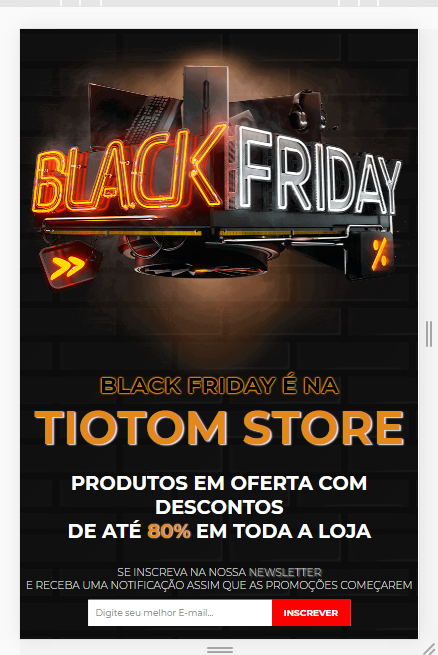 BLACK FRIDAY
%
BLACK FRIDAY É NA
TIOTOM STORE
PRODUTOS EM OFERTA COM
DESCONTOS
DE ATÉ 80% EM TODA A LOJA
SE INSCREVA NA NOSSA NEWSLETTER
E RECEBA UMA NOTIFICAÇÃO ASSIM QUE AS PROMOÇÕES COMEÇAREM
Digite seu melhor E-mail... INSCREVER